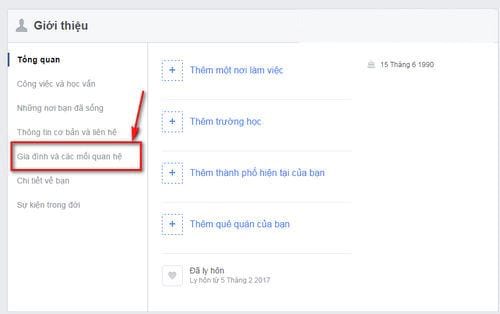 Giới thiệu
Tổng quan
Công việc và học vấn
Những nơi bạn đã sống
Thông tin cơ bản và liên hệ
Gia đình và các mối quan hệ
Chi tiết về bạn
Sự kiện trong đời
+ Thêm một nơi làm việc
+ Thêm trường học
+ Thêm thành phố hiện tại của bạn
+ Thêm quê quán của bạn
Đã ly hôn
Ly hôn từ 5 Tháng 2 2017
15 Tháng 6 1990